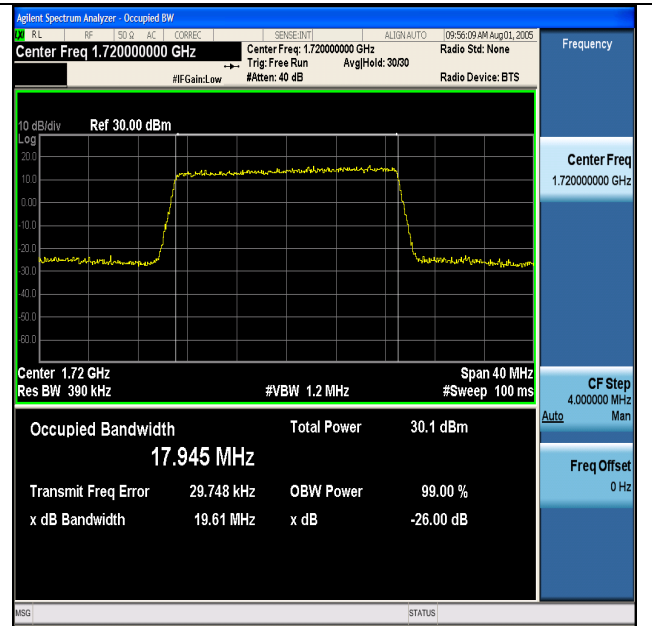 Agilent Spectrum Analyzer - Occupied BW
LXI RL RF 50 Ω AC CORREC SENSE:INT ALIGN AUTO 09:56:09 AM Aug 01, 2005
Center Freq 1.720000000 GHz
Center Freq: 1.720000000 GHz
Radio Std: None
Trig: Free Run Avg|Hold: 30/30
#IFGain:Low
#Atten: 40 dB
Radio Device: BTS
10 dB/div Ref 30.00 dBm
Log
20.0
10.0
0.00
-10.0
-20.0
-30.0
-40.0
-50.0
-60.0
Center 1.72 GHz Span 40 MHz
Res BW 390 kHz #VBW 1.2 MHz #Sweep 100 ms
Occupied Bandwidth Total Power 30.1 dBm
17.945 MHz
Transmit Freq Error 29.748 kHz OBW Power 99.00 %
x dB Bandwidth 19.61 MHz x dB -26.00 dB
MSG STATUS
Frequency
Center Freq
1.720000000 GHz
CF Step
4.000000 MHz
Auto Man
Freq Offset
0 Hz